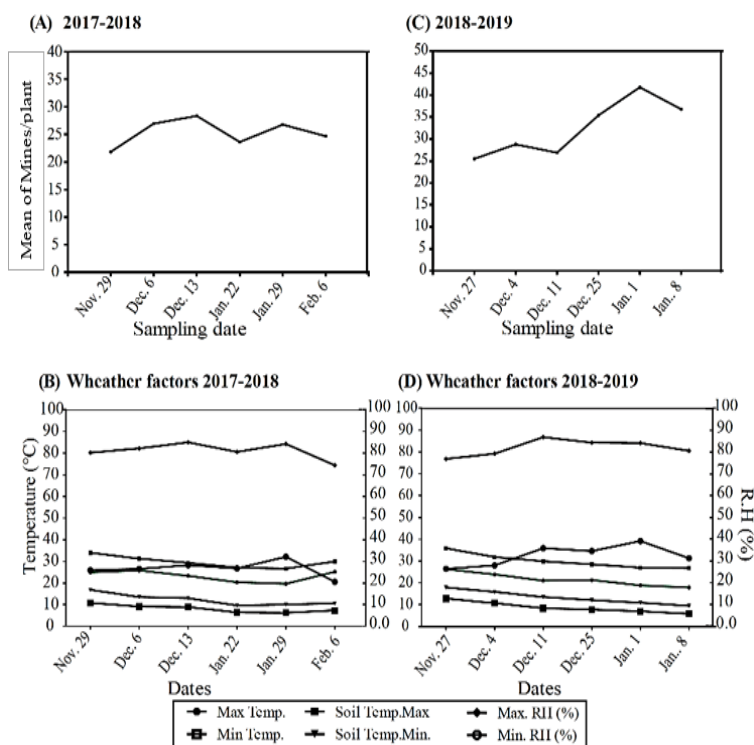 (A) 2017-2018
(C) 2018-2019
Mean of Mines/plant
40
35
30
25
20
15
10
5
0
Nov. 29
Dec. 6
Dec. 13
Jan. 22
Jan. 29
Feb. 6
Sampling date
50
45
40
35
30
25
20
15
10
5
0
Nov. 27
Dec. 4
Dec. 11
Dec. 25
Jan. 1
Jan.. 8
Sampling date
(B) Wheather factors 2017-2018
(D) Wheather factors 2018-2019
Temperature (°C)
100
90
80
70
60
50
40
30
20
10
0
100
90
80
70
60
50
40
30
20
10
0.0
Nov. 29
Dec. 6
Dec. 13
Jan. 22
Jan. 29
Feb. 6
Dates
100
90
80
70
60
50
40
30
20
10
0
100
90
80
70
60
50
40
30
20
10
0.0
R.H (%)
Nov. 27
Dec. 4
Dec. 11
Dec. 25
Jan. 1
Jan.. 8
Dates
Max Temp. Soil Temp.Max Max. RH (%)
Min Temp. Soil Temp.Min. Min. RH (%)